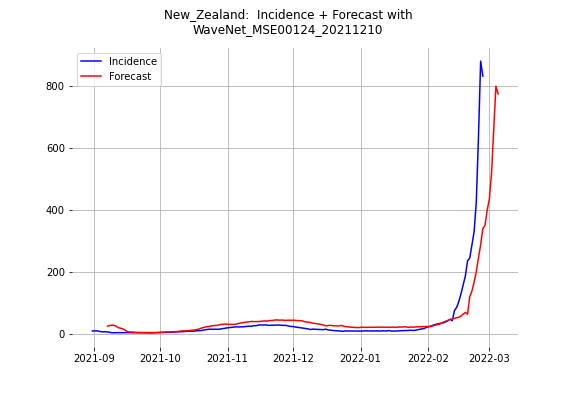 New_Zealand:  Incidence + Forecast with
WaveNet_MSE00124_20211210
Incidence
Forecast
800
600
400
200
0
2021-09 2021-10 2021-11 2021-12 2022-01 2022-02 2022-03